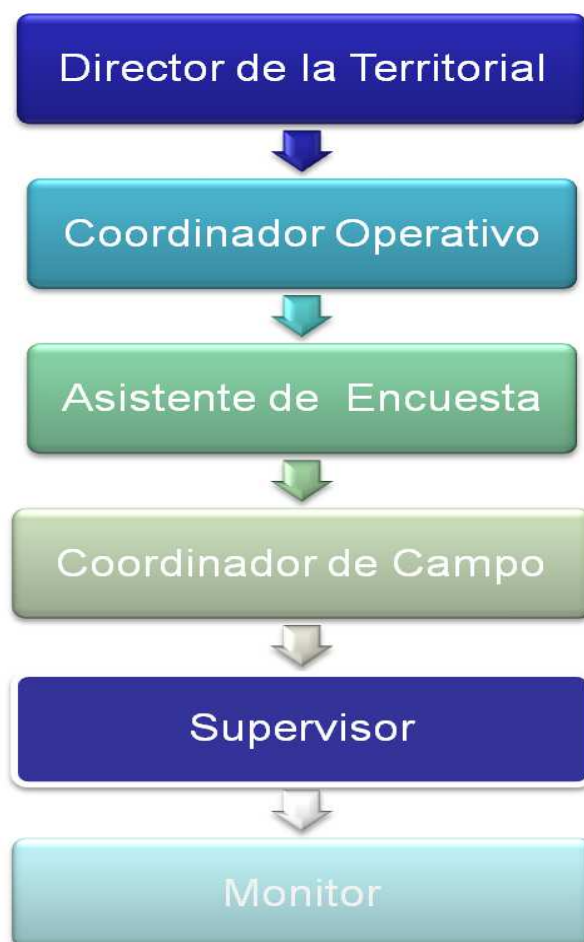 Director de la Territorial
Coordinador Operativo
Asistente de Encuesta
Coordinador de Campo
Supervisor
Monitor